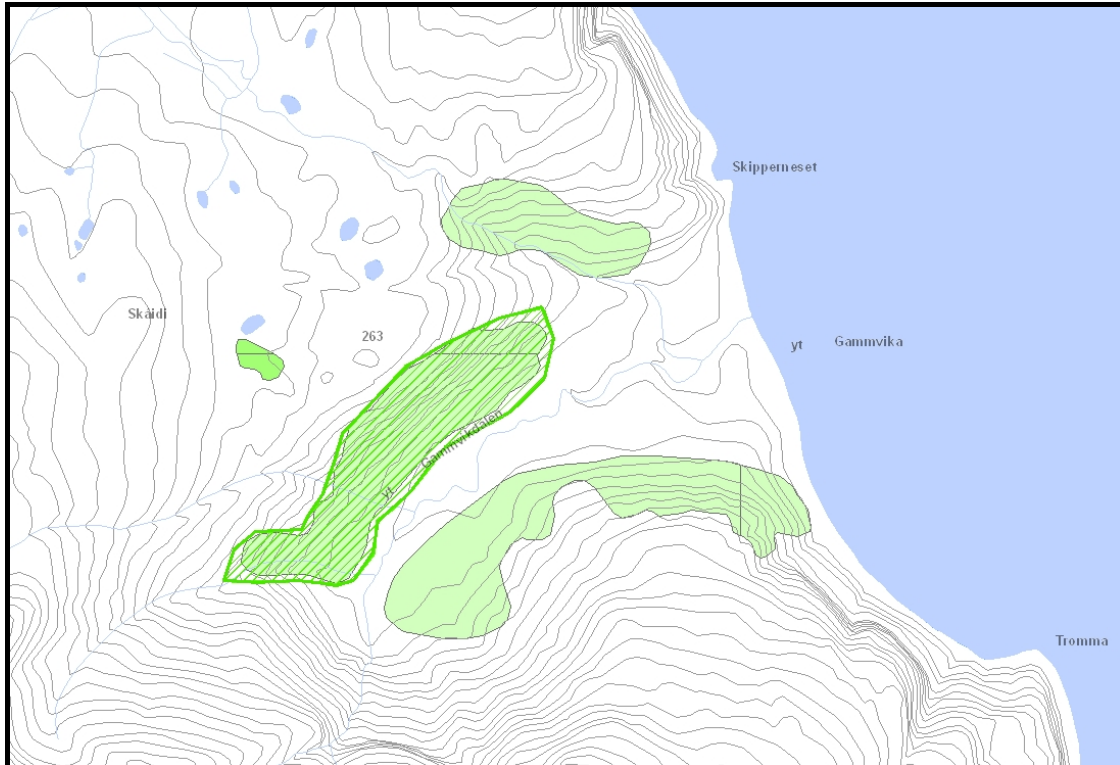 Skipperneset
Skáidi
263
yt
Gammvika
Gammvikdalen
yt
Tromma